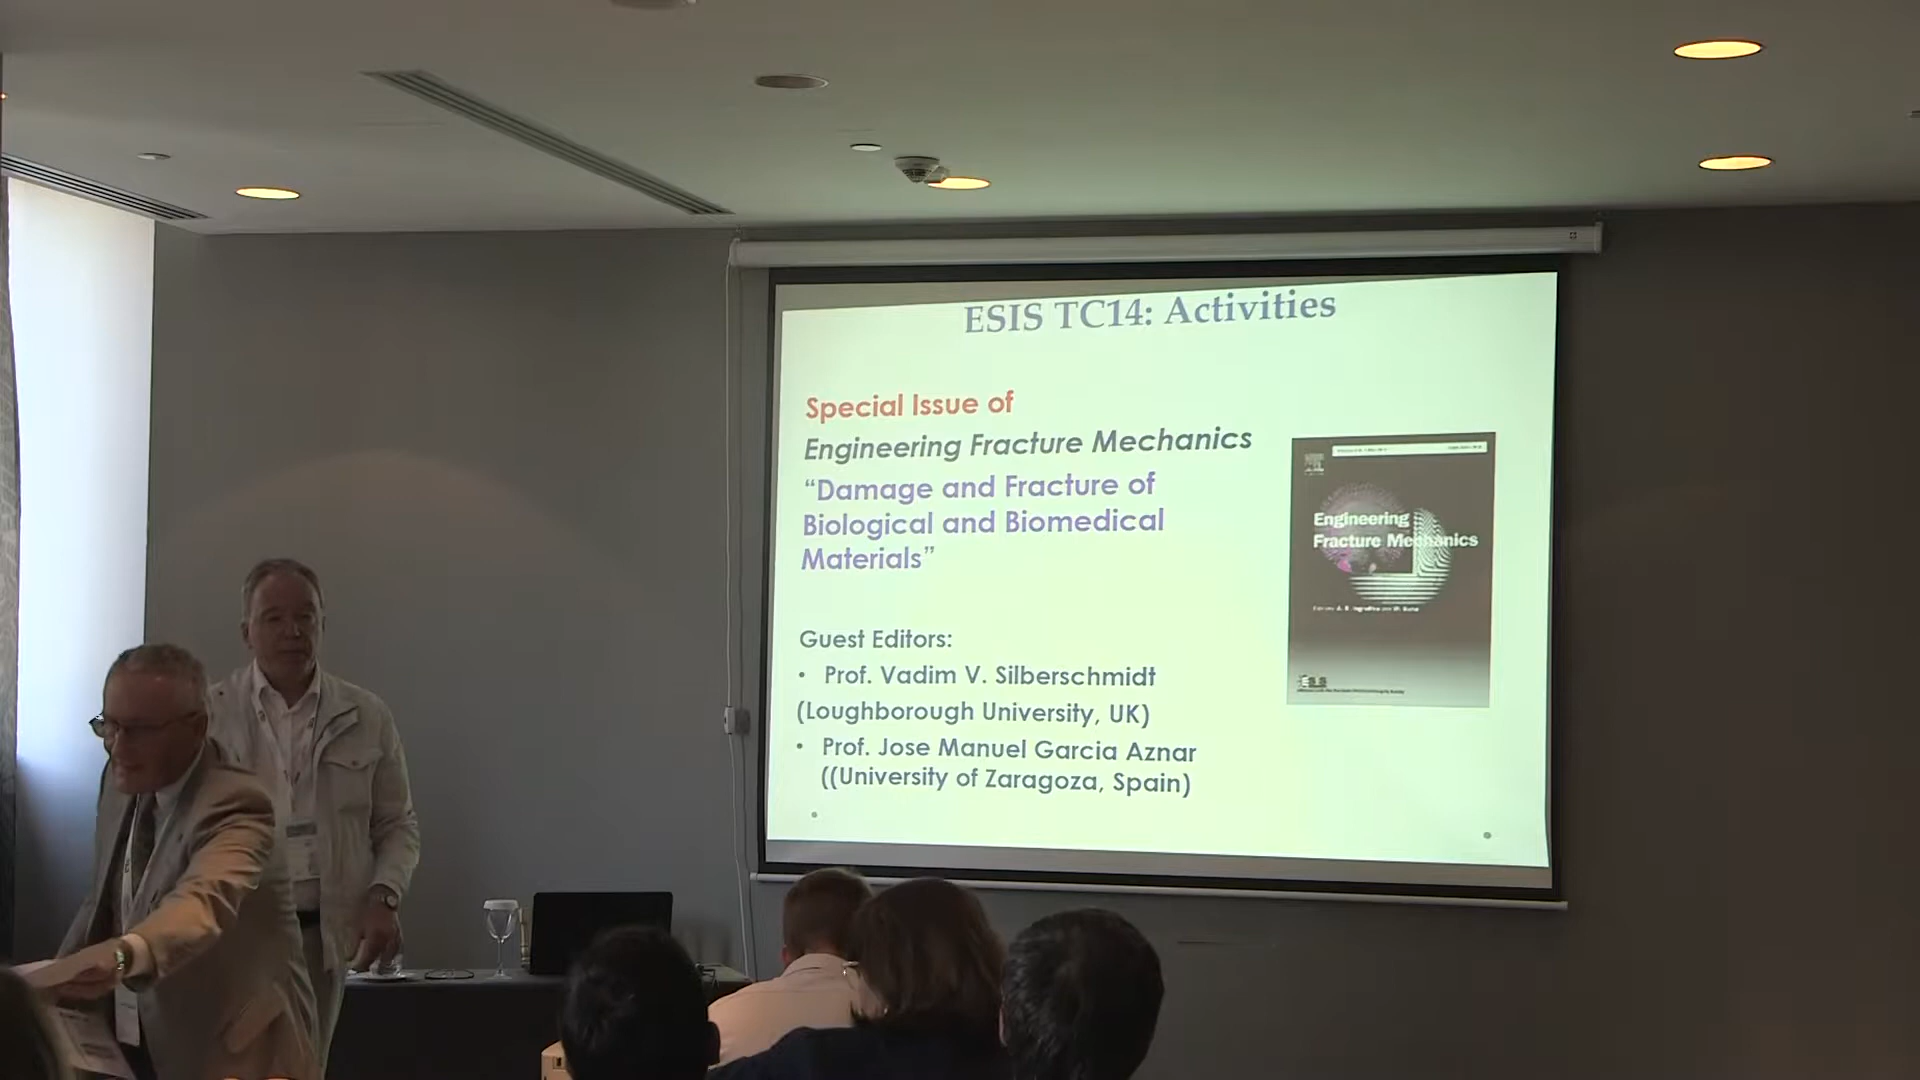 ESIS TC14: Activities
Special Issue of
Engineering Fracture Mechanics
“Damage and Fracture of
Biological and Biomedical
Materials”
Guest Editors:
• Prof. Vadim V. Silberschmidt
(Loughborough University, UK)
• Prof. Jose Manuel Garcia Aznar
((University of Zaragoza, Spain)
Engineering
Fracture Mechanics
ESIS